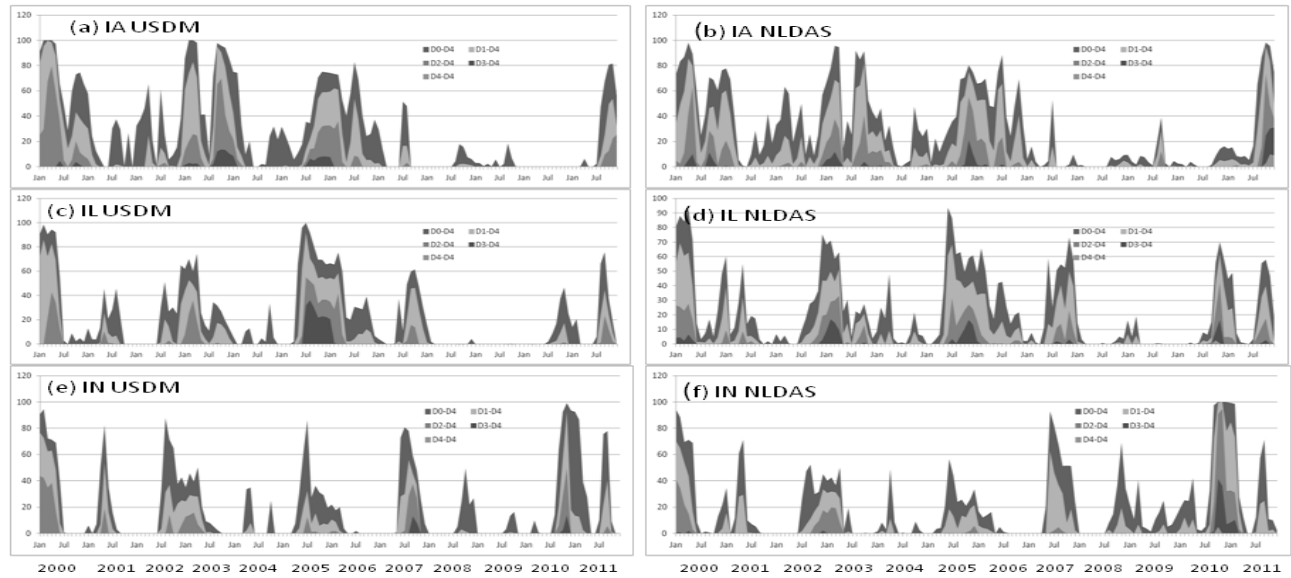 (a) IA USDM
120
100
80
60
40
20
0
D0-D4 D1-D4
D2-D4 D3-D4
D4-D4
Jan Jul Jan Jul Jan Jul Jan Jul Jan Jul Jan Jul Jan Jul Jan Jul Jan Jul Jan Jul Jan Jul Jan Jul
(b) IA NLDAS
120
100
80
60
40
20
0
D0-D4 D1-D4
D2-D4 D3-D4
D4-D4
Jan Jul Jan Jul Jan Jul Jan Jul Jan Jul Jan Jul Jan Jul Jan Jul Jan Jul Jan Jul Jan Jul Jan Jul
(c) IL USDM
120
100
80
60
40
20
0
D0-D4 D1-D4
D2-D4 D3-D4
D4-D4
Jan Jul Jan Jul Jan Jul Jan Jul Jan Jul Jan Jul Jan Jul Jan Jul Jan Jul Jan Jul Jan Jul Jan Jul
(d) IL NLDAS
100
90
80
70
60
50
40
30
20
10
0
D0-D4 D1-D4
D2-D4 D3-D4
D4-D4
Jan Jul Jan Jul Jan Jul Jan Jul Jan Jul Jan Jul Jan Jul Jan Jul Jan Jul Jan Jul Jan Jul Jan Jul
(e) IN USDM
120
100
80
60
40
20
0
D0-D4 D1-D4
D2-D4 D3-D4
D4-D4
Jan Jul Jan Jul Jan Jul Jan Jul Jan Jul Jan Jul Jan Jul Jan Jul Jan Jul Jan Jul Jan Jul Jan Jul
2000 2001 2002 2003 2004 2005 2006 2007 2008 2009 2010 2011
(f) IN NLDAS
120
100
80
60
40
20
0
D0-D4 D1-D4
D2-D4 D3-D4
D4-D4
Jan Jul Jan Jul Jan Jul Jan Jul Jan Jul Jan Jul Jan Jul Jan Jul Jan Jul Jan Jul Jan Jul Jan Jul
2000 2001 2002 2003 2004 2005 2006 2007 2008 2009 2010 2011